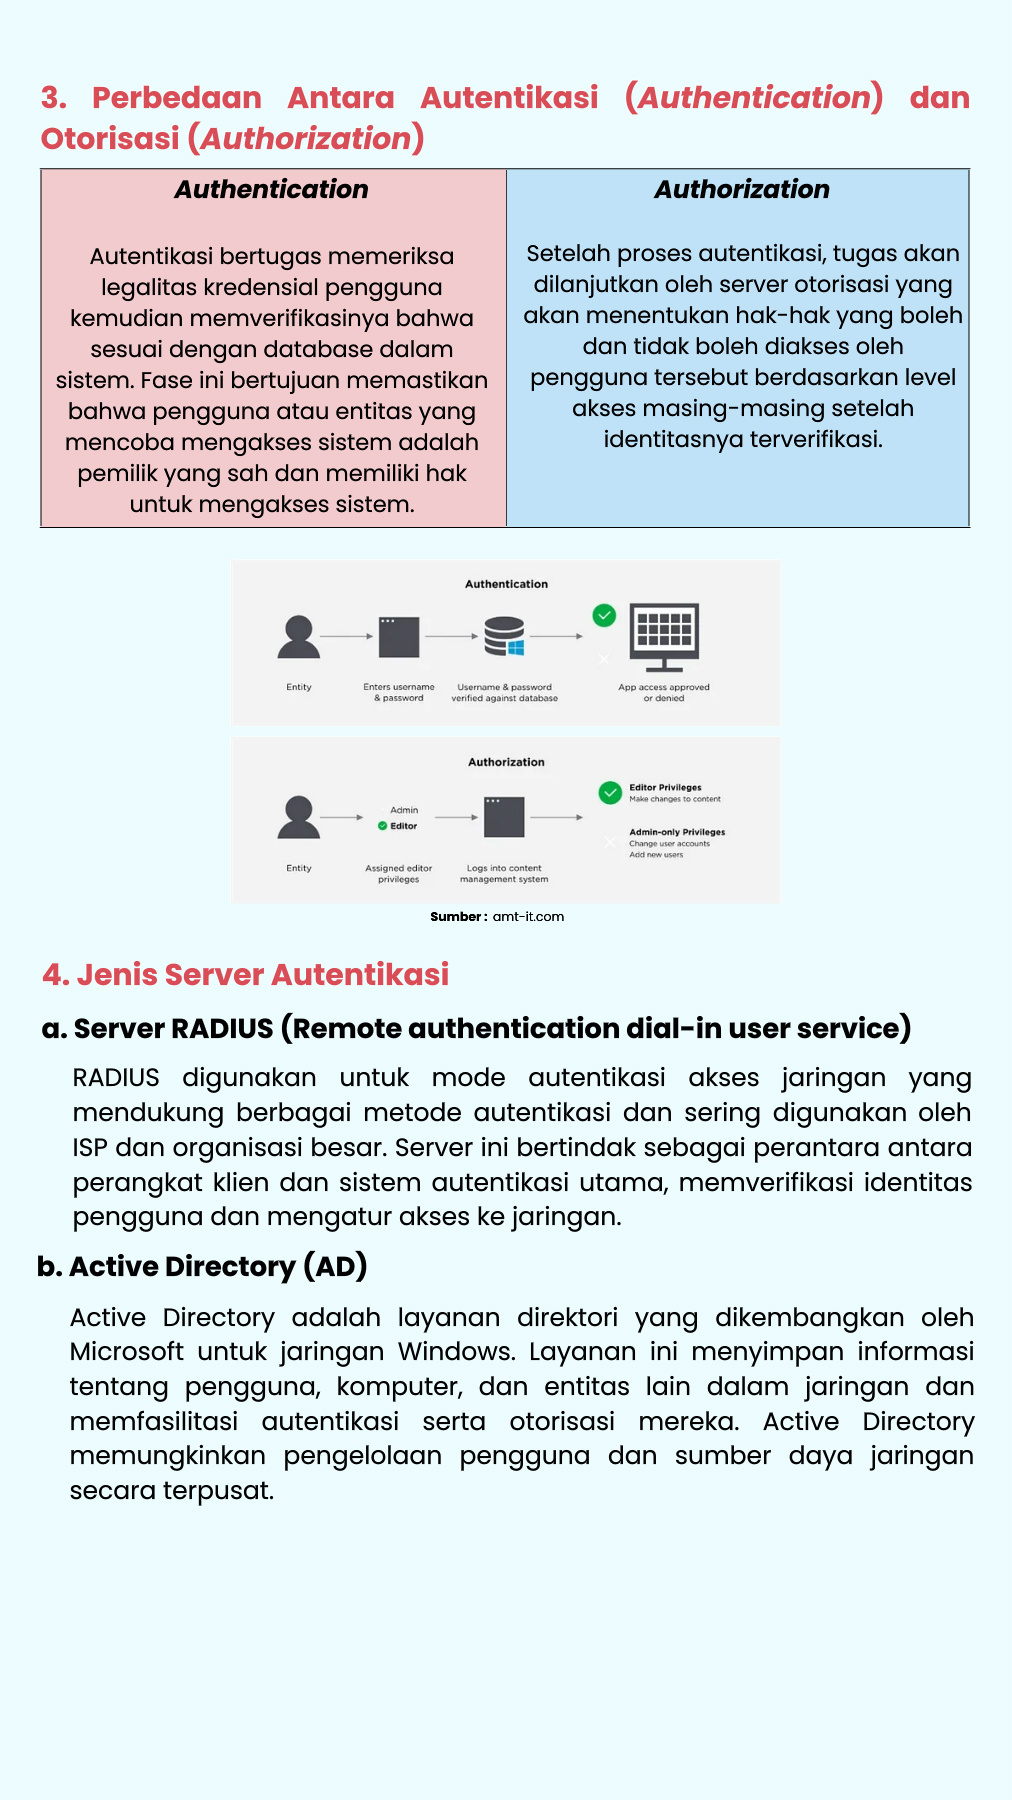 3. Perbedaan Antara Autentikasi (Authentication) dan
Otorisasi (Authorization)
Authentication
Autentikasi bertugas memeriksa
legalitas kredensial pengguna
kemudian memverifikasinya bahwa
sesuai dengan database dalam
sistem. Fase ini bertujuan memastikan
bahwa pengguna atau entitas yang
mencoba mengakses sistem adalah
pemilik yang sah dan memiliki hak
untuk mengakses sistem.
Authorization
Setelah proses autentikasi, tugas akan
dilanjutkan oleh server otorisasi yang
akan menentukan hak-hak yang boleh
dan tidak boleh diakses oleh
pengguna tersebut berdasarkan level
akses masing-masing setelah
identitasnya terverifikasi.
Authentication
Entity
Enters username
& password
Username & password
verified against database
App access approved
or denied
Authorization
Admin
Editor
Editor Privileges
Make changes to content
Admin-only Privileges
Change user accounts
Add new users
Entity
Assigned editor
privileges
Logs into content
management system
Sumber : amt-it.com
4. Jenis Server Autentikasi
a. Server RADIUS (Remote authentication dial-in user service)
RADIUS digunakan untuk mode autentikasi akses jaringan yang
mendukung berbagai metode autentikasi dan sering digunakan oleh
ISP dan organisasi besar. Server ini bertindak sebagai perantara antara
perangkat klien dan sistem autentikasi utama, memverifikasi identitas
pengguna dan mengatur akses ke jaringan.
b. Active Directory (AD)
Active Directory adalah layanan direktori yang dikembangkan oleh
Microsoft untuk jaringan Windows. Layanan ini menyimpan informasi
tentang pengguna, komputer, dan entitas lain dalam jaringan dan
memfasilitasi autentikasi serta otorisasi mereka. Active Directory
memungkinkan pengelolaan pengguna dan sumber daya jaringan
secara terpusat.